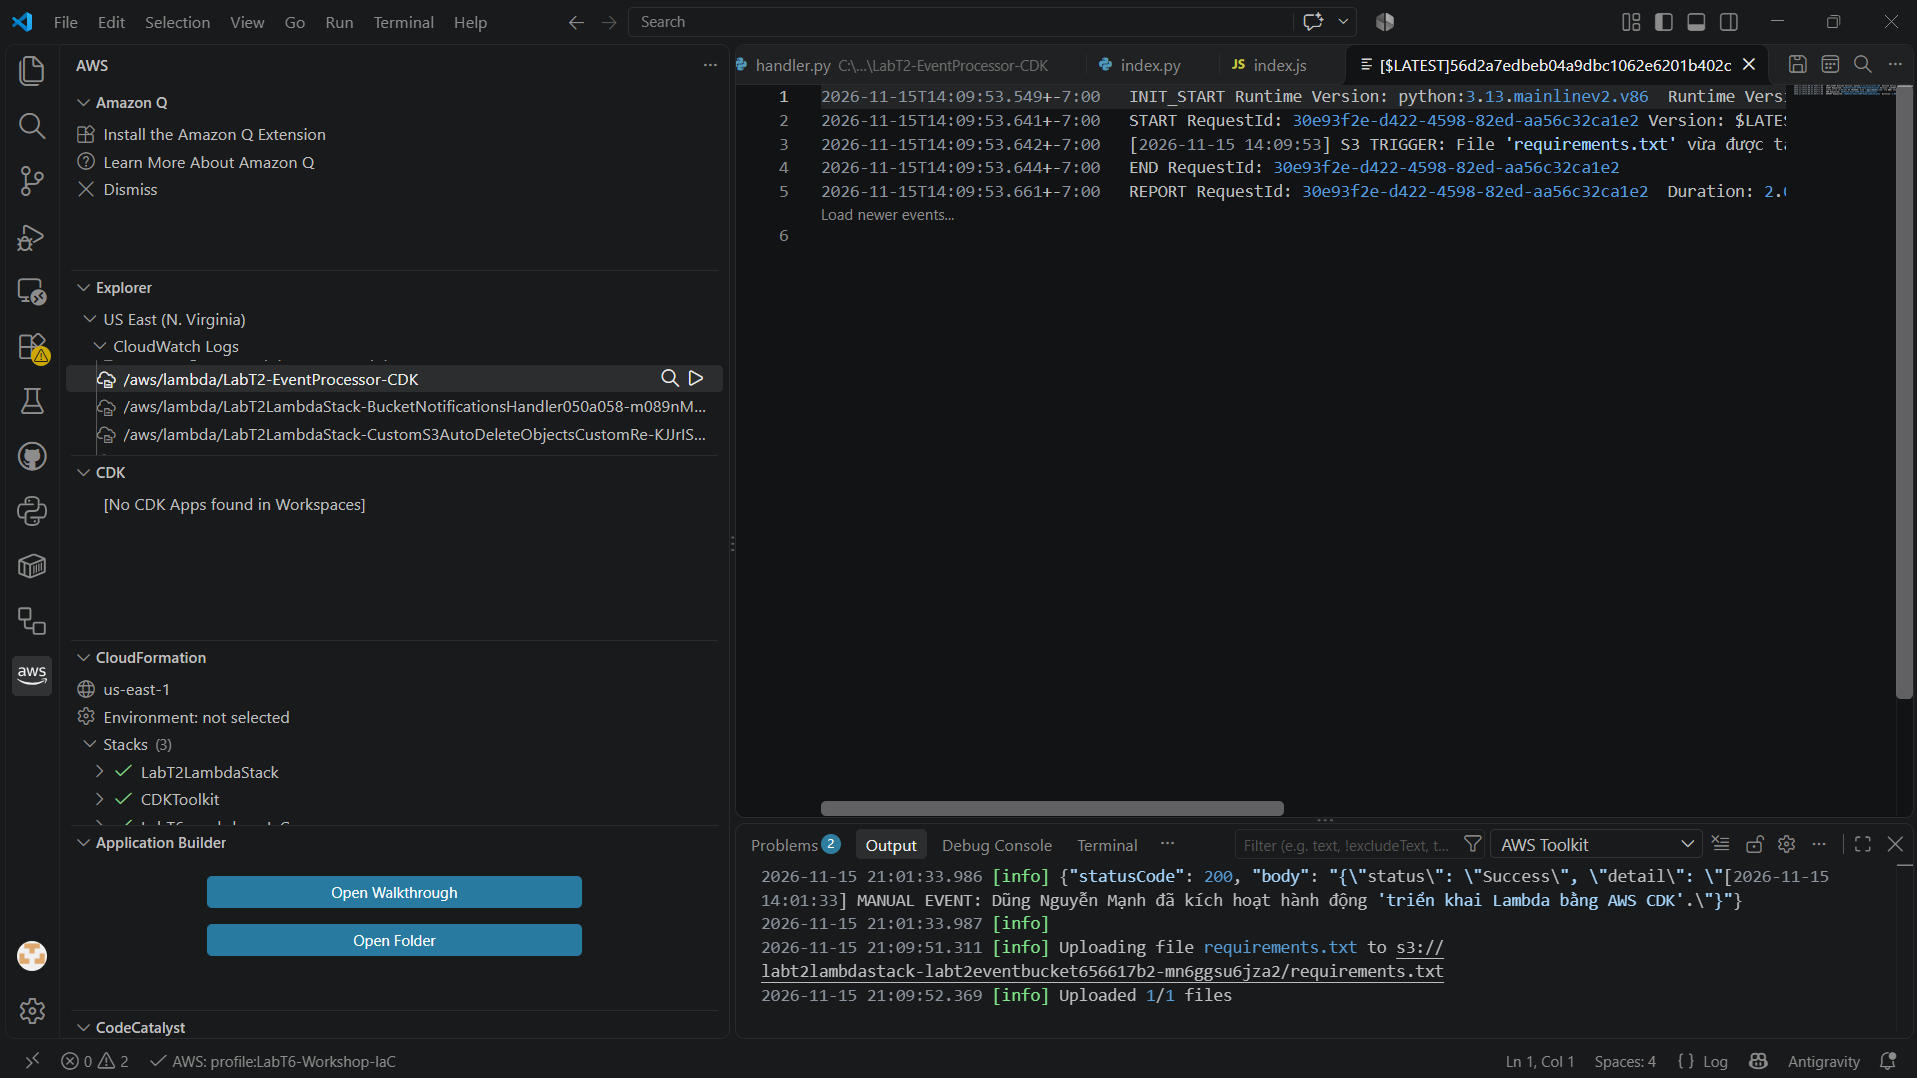 File Edit Selection View Go Run Terminal Help
Search
AWS
Amazon Q
Install the Amazon Q Extension
Learn More About Amazon Q
Dismiss
Explorer
US East (N. Virginia)
CloudWatch Logs
/aws/lambda/LabT2-EventProcessor-CDK
/aws/lambda/LabT2LambdaStack-BucketNotificationsHandler050a058-m089nM...
/aws/lambda/LabT2LambdaStack-CustomS3AutoDeleteObjectsCustomRe-KJJrIS...
CDK
[No CDK Apps found in Workspaces]
CloudFormation
us-east-1
Environment: not selected
Stacks (3)
LabT2LambdaStack
CDKToolkit
Application Builder
Open Walkthrough
Open Folder
CodeCatalyst
aws
handler.py C:\...\LabT2-EventProcessor-CDK
index.py
JS index.js
[$LATEST]56d2a7edbeb04a9dbc1062e6201b402c
1 2026-11-15T14:09:53.549+-7:00 INIT_START Runtime Version: python:3.13.mainlinev2.v86 Runtime Versi
2 2026-11-15T14:09:53.641+-7:00 START RequestId: 30e93f2e-d422-4598-82ed-aa56c32ca1e2 Version: $LATES
3 2026-11-15T14:09:53.642+-7:00 [2026-11-15 14:09:53] S3 TRIGGER: File 'requirements.txt' vừa được tả
4 2026-11-15T14:09:53.644+-7:00 END RequestId: 30e93f2e-d422-4598-82ed-aa56c32ca1e2
5 2026-11-15T14:09:53.661+-7:00 REPORT RequestId: 30e93f2e-d422-4598-82ed-aa56c32ca1e2 Duration: 2.0
Load newer events...
6
Problems 2 Output Debug Console Terminal
Filter (e.g. text, !excludeText, t...
AWS Toolkit
2026-11-15 21:01:33.986 [info] {"statusCode": 200, "body": "{\"status\": \"Success\", \"detail\": \"[2026-11-15
14:01:33] MANUAL EVENT: Dũng Nguyễn Mạnh đã kích hoạt hành động 'triển khai Lambda bằng AWS CDK'.\"}"}
2026-11-15 21:01:33.987 [info]
2026-11-15 21:09:51.311 [info] Uploading file requirements.txt to s3://
labt2lambdastack-labt2eventbucket656617b2-mn6ggsu6jza2/requirements.txt
2026-11-15 21:09:52.369 [info] Uploaded 1/1 files
0 2 AWS: profile:LabT6-Workshop-IaC
Ln 1, Col 1 Spaces: 4 { } Log Antigravity